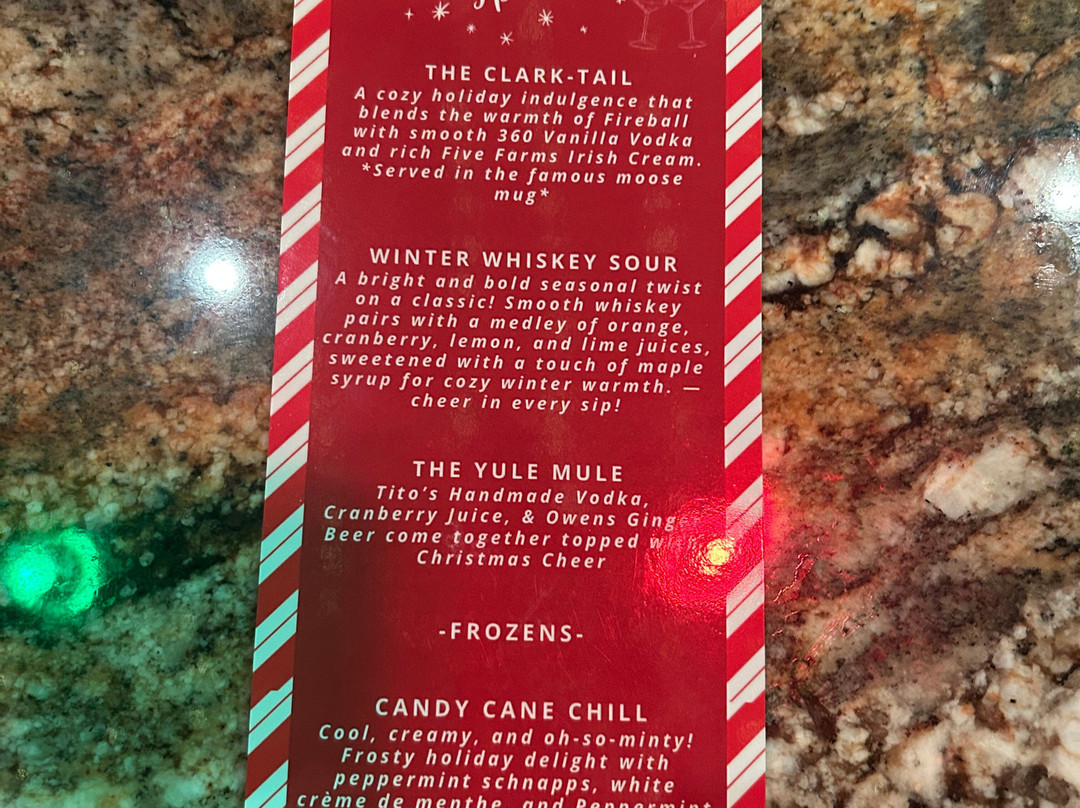 THE CLARK-TAIL
A cozy holiday indulgence that
blends the warmth of Fireball
with smooth 360 Vanilla Vodka
and rich Five Farms Irish Cream.
*Served in the famous moose
mug*
WINTER WHISKEY SOUR
A bright and bold seasonal twist
on a classic! Smooth whiskey
pairs with a medley of orange,
cranberry, lemon, and lime juices,
sweetened with a touch of maple
syrup for cozy winter warmth. —
cheer in every sip!
THE YULE MULE
Tito's Handmade Vodka,
Cranberry Juice, & Owens
Beer come together topped
Christmas Cheer
-FROZENS-
CANDY CANE CHILL
Cool, creamy, and oh-so-minty!
Frosty holiday delight with
peppermint schnapps, white
crème de menthe, and Peppermint